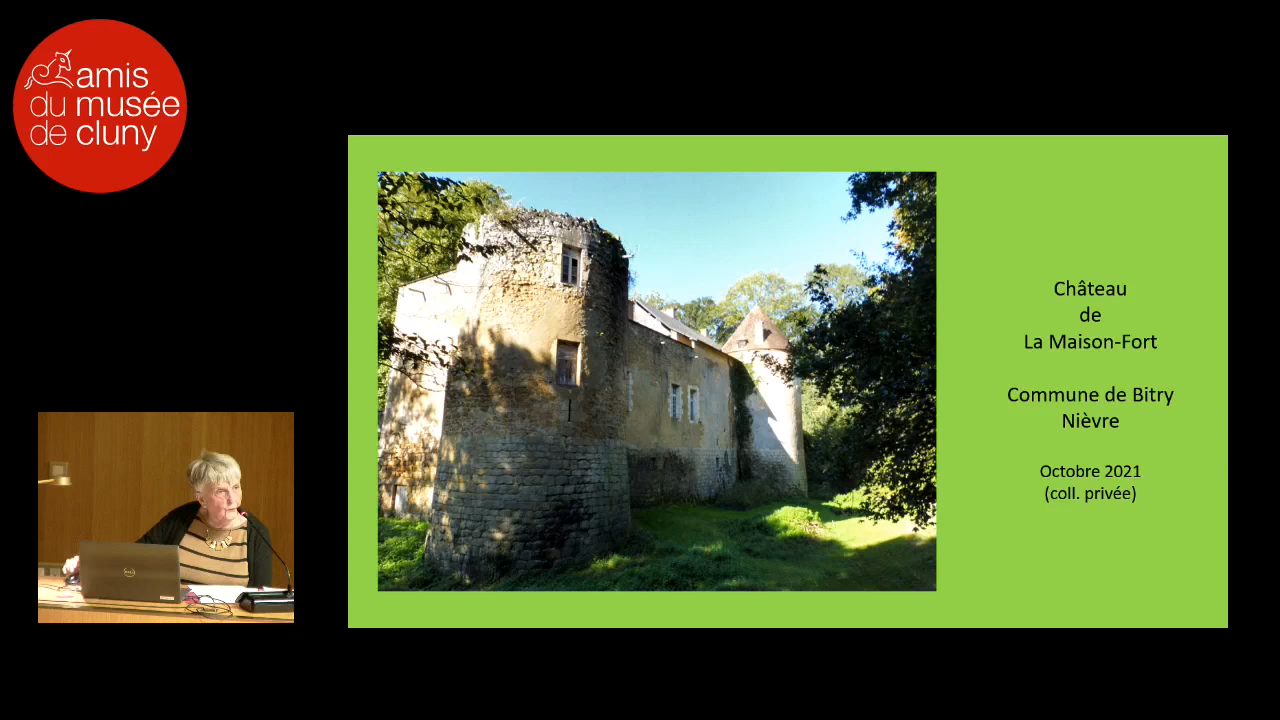 amis
du musée
de cluny
Château
de
La Maison-Fort
Commune de Bitry
Nièvre
Octobre 2021
(coll. privée)